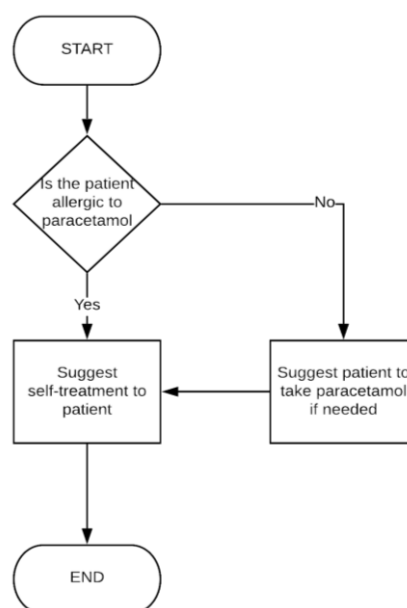 START
Is the patient
allergic to
paracetamol
No
Yes
Suggest
self-treatment to
patient
Suggest patient to
take paracetamol
if needed
END